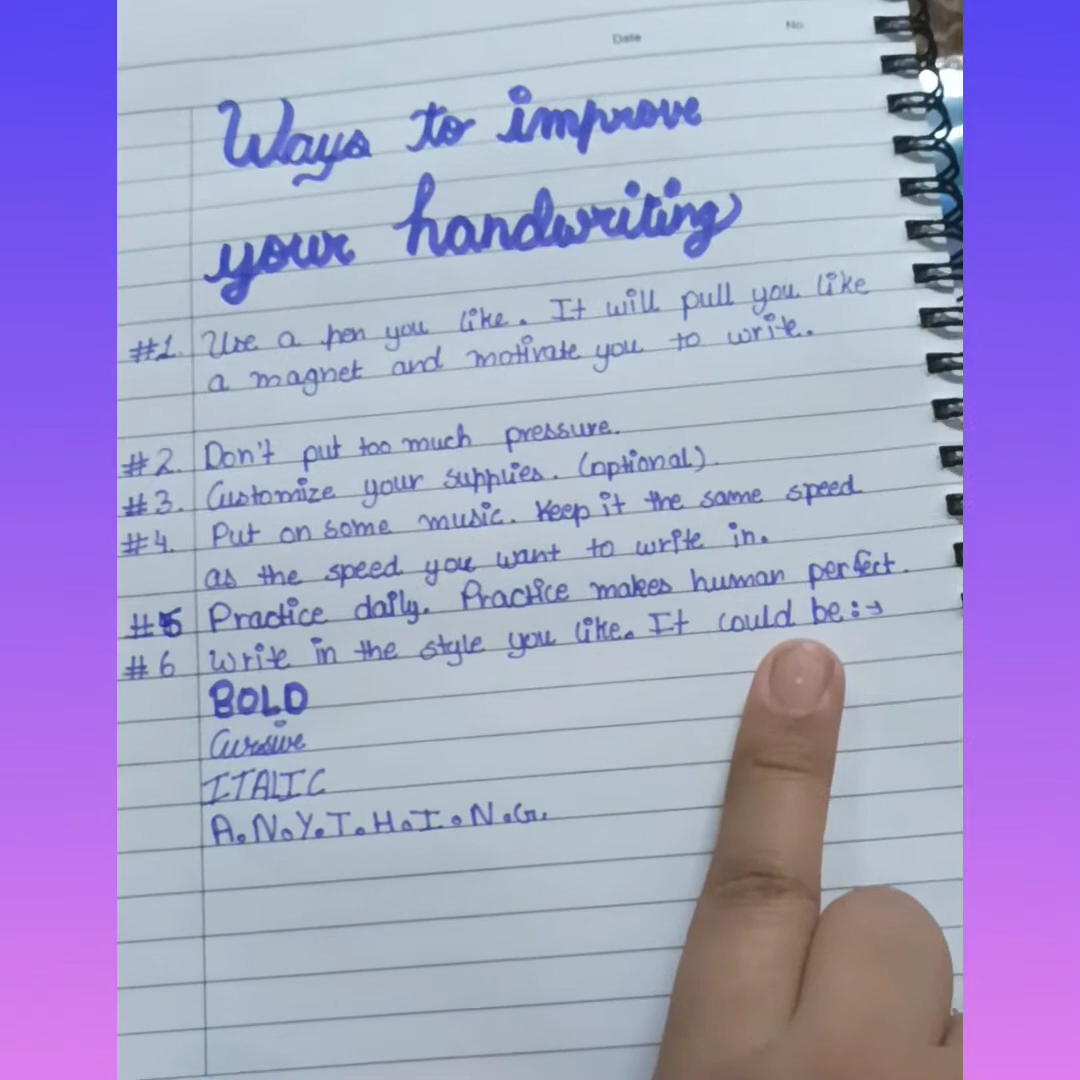 Date No
Ways to improve
your handwriting
#1. Use a pen you like. It will pull you like
a magnet and motivate you to write.
#2. Don't put too much pressure.
#3. Customize your supplies. (optional).
#4. Put on some music. Keep it the same speed
as the speed you want to write in.
#5 Practice daily. Practice makes human perfect.
#6 Write in the style you like. It could be:→
BOLD
Cursive
ITALIC
A.N.Y.T.H.I.N.G.